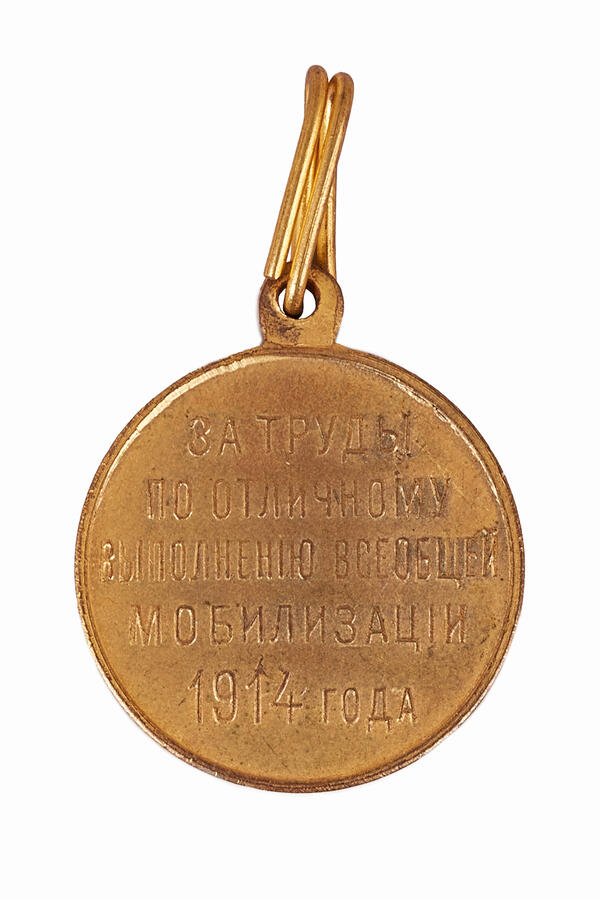 ЗА ТРУДЫ
ПО ОТЛИЧНОМУ
ВЫПОЛНЕНІЮ ВСЕОБЩЕЙ
МОБИЛИЗАЦІИ
1914 ГОДА